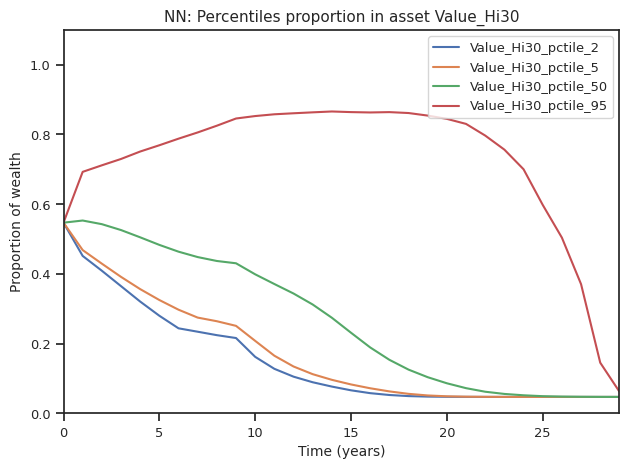 NN: Percentiles proportion in asset Value_Hi30
Value_Hi30_pctile_2
Value_Hi30_pctile_5
Value_Hi30_pctile_50
Value_Hi30_pctile_95
Proportion of wealth
1.0
0.8
0.6
0.4
0.2
0.0
0 5 10 15 20 25
Time (years)